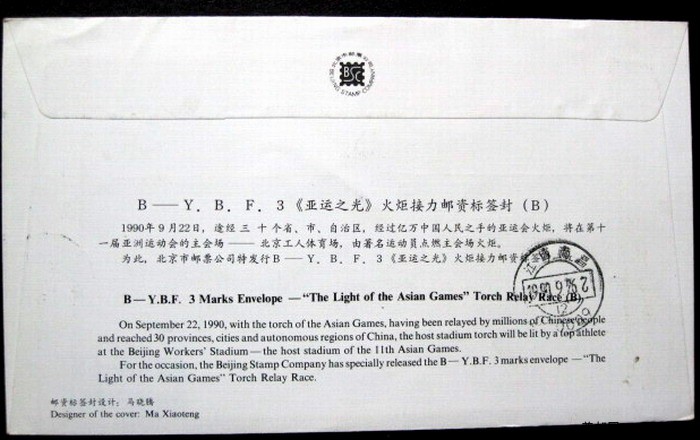 北京市邮票公司
BSC
BEIJING STAMP COMPANY
B —— Y. B. F. 3《亚运之光》火炬接力邮资标签封（B）
1990年9月22日，途经三十个省、市、自治区，经过亿万中国人民之手的亚运会火炬，将在第十
一届亚洲运动会的主会场——北京工人体育场，由著名运动员点燃主会场火炬。
为此，北京市邮票公司特发行B——Y. B. F. 3《亚运之光》火炬接力邮资
B—Y.B.F. 3 Marks Envelope —"The Light of the Asian Games" Torch Relay Race (B).
On September 22, 1990, with the torch of the Asian Games, having been relayed by millions of Chinese people
and reached 30 provinces, cities and autonomous regions of China, the host stadium torch will be lit by a top athlete
at the Beijing Workers' Stadium—the host stadium of the 11th Asian Games.
For the occasion, the Beijing Stamp Company has specially released the B—Y.B.F. 3 marks envelope—"The
Light of the Asian Games" Torch Relay Race.
邮资标签封设计：马晓腾
Designer of the cover: Ma Xiaoteng